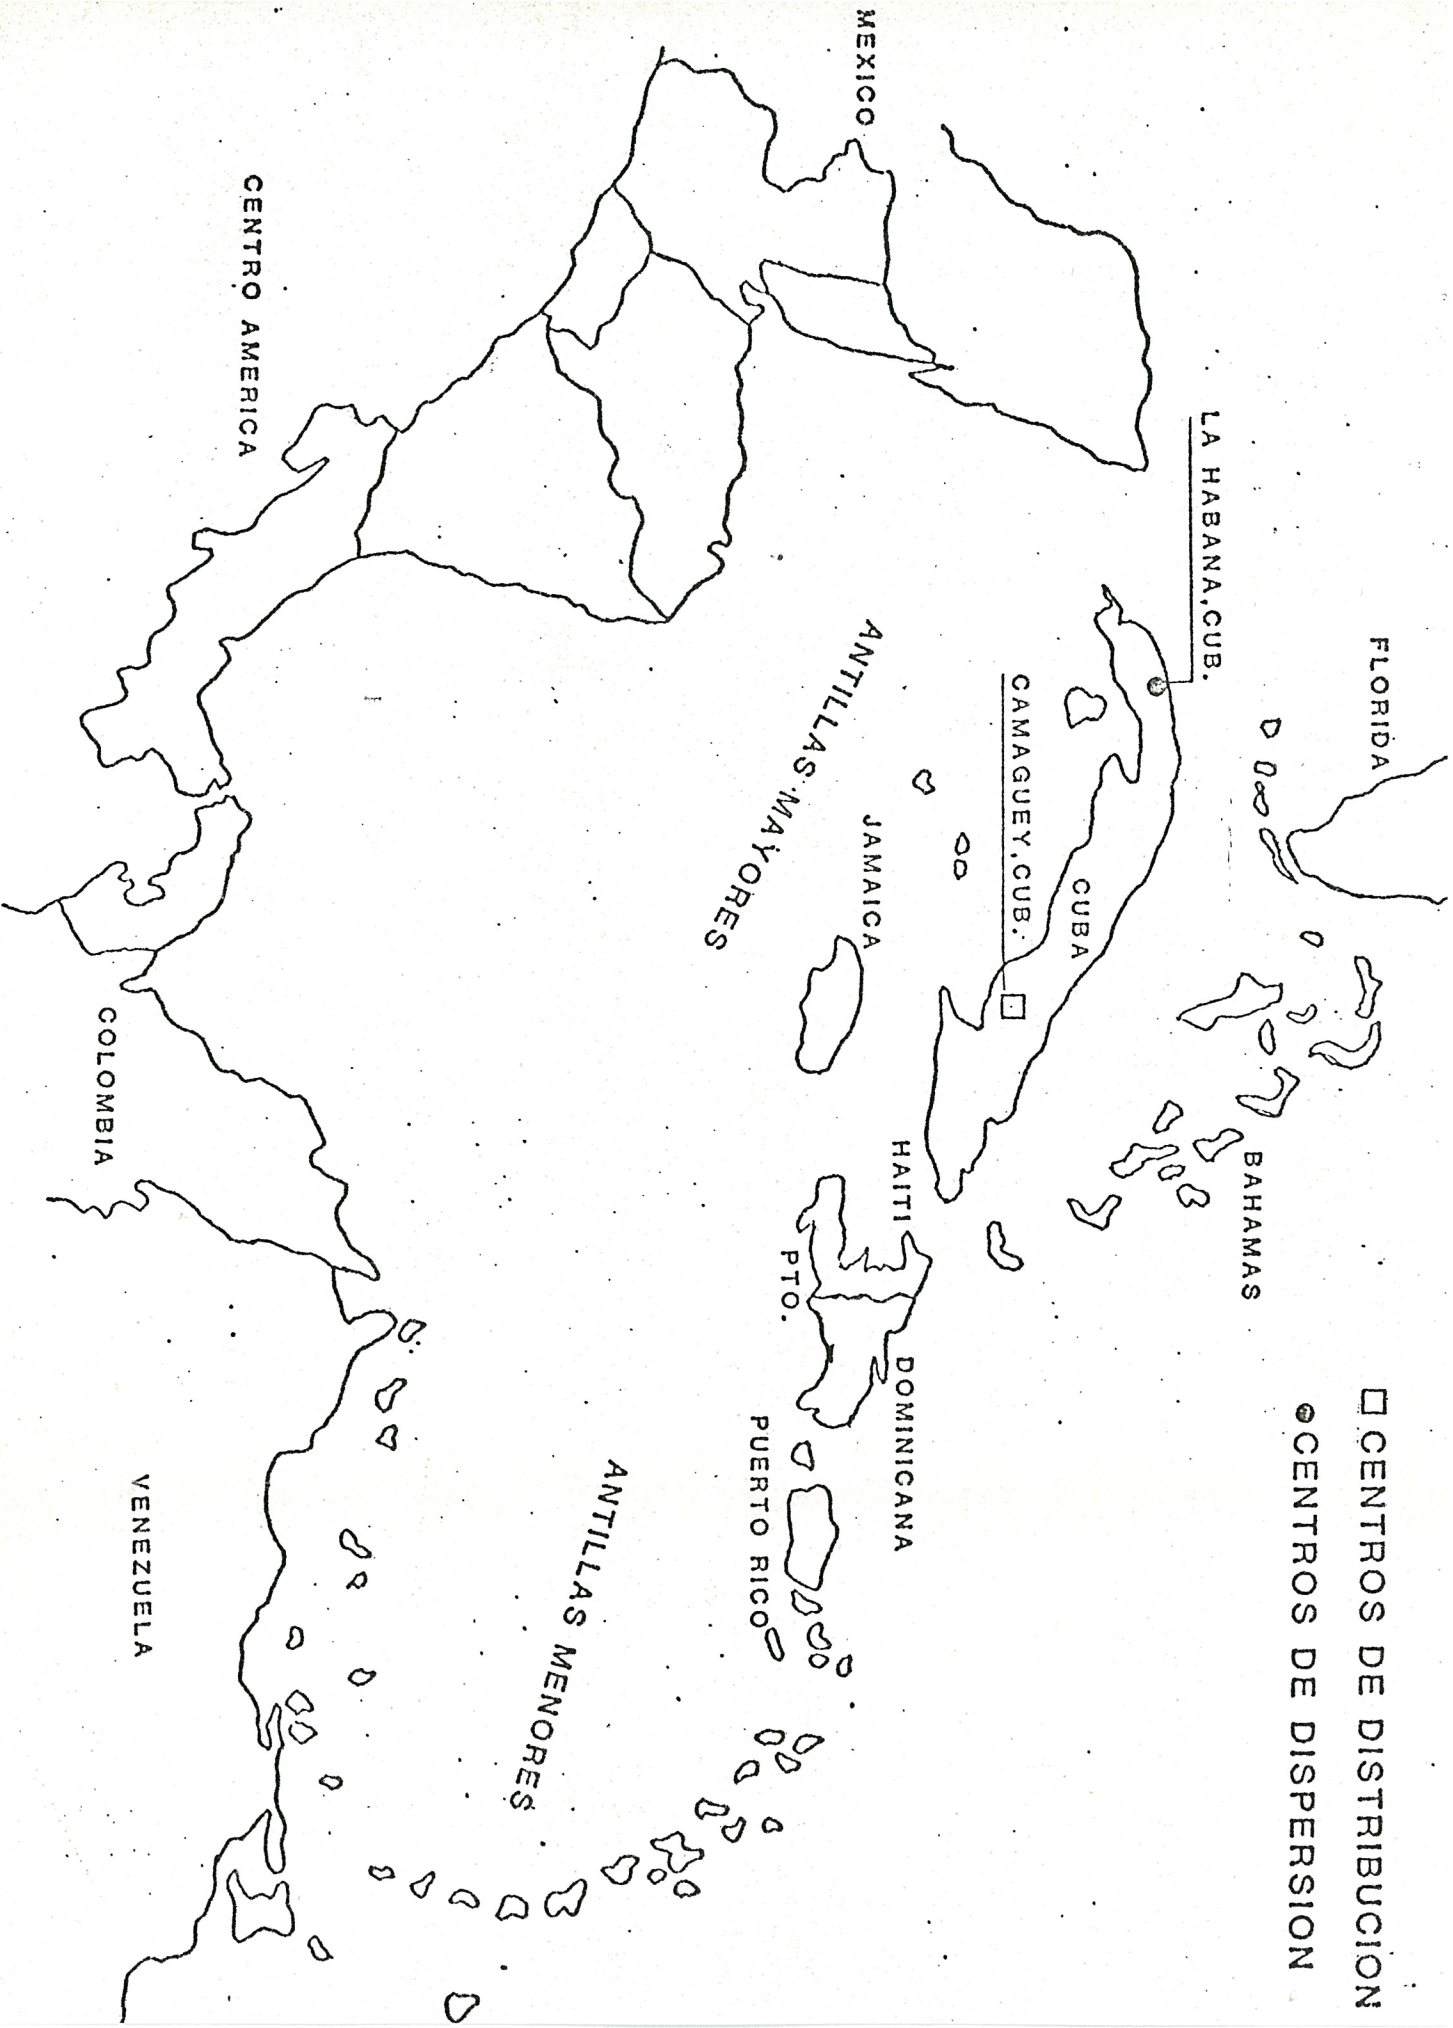 CENTROS DE DISTRIBUCION
CENTROS DE DISPERSION
FLORIDA
BAHAMAS
LA HABANA.CUB.
CUBA
CAMAGUEY.CUB.
MEXICO
HAITI
DOMINICANA
JAMAICA
PTO.
PUERTO RICO
ANTILLAS MAYORES
ANTILLAS MENORES
CENTRO AMERICA
VENEZUELA
COLOMBIA